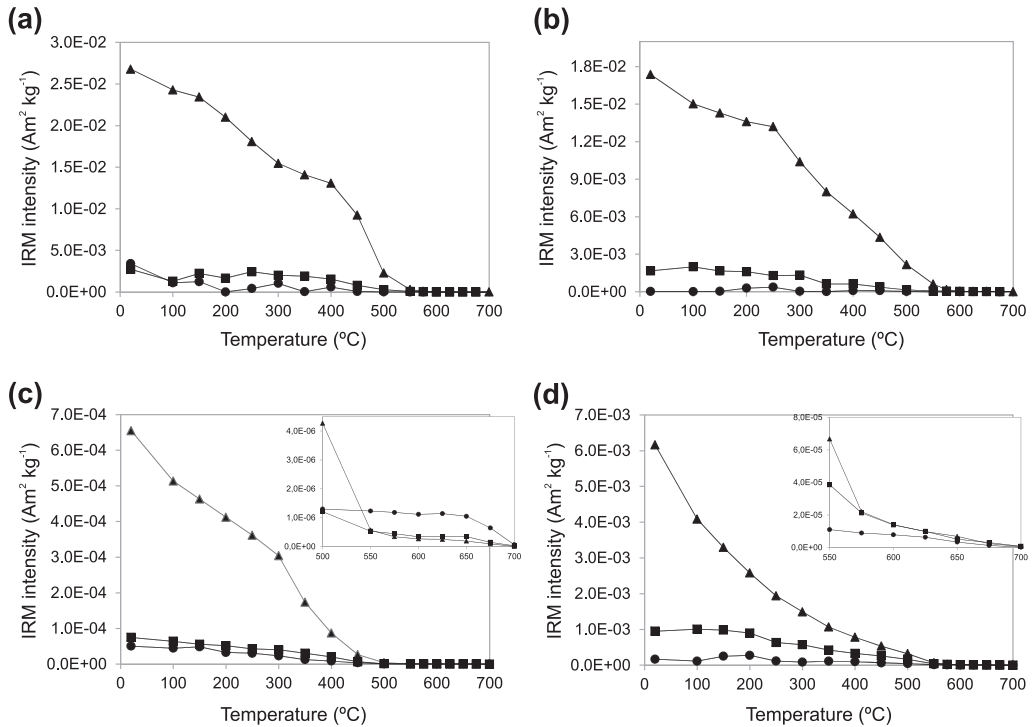 (a)
3.0E-02
2.5E-02
2.0E-02
1.5E-02
1.0E-02
5.0E-03
0.0E+00
IRM intensity (Am² kg⁻¹)
0 100 200 300 400 500 600 700
Temperature (ºC)
(b)
1.8E-02
1.5E-02
1.2E-02
9.0E-03
6.0E-03
3.0E-03
0.0E+00
IRM intensity (Am² kg⁻¹)
0 100 200 300 400 500 600 700
Temperature (ºC)
(c)
7.0E-04
6.0E-04
5.0E-04
4.0E-04
3.0E-04
2.0E-04
1.0E-04
0.0E+00
IRM intensity (Am² kg⁻¹)
0 100 200 300 400 500 600 700
Temperature (ºC)
4,0E-06
3,0E-06
2,0E-06
1,0E-06
0,0E+00
500 550 600 650 700
(d)
7.0E-03
6.0E-03
5.0E-03
4.0E-03
3.0E-03
2.0E-03
1.0E-03
0.0E+00
IRM intensity (Am² kg⁻¹)
0 100 200 300 400 500 600 700
Temperature (ºC)
8,0E-05
6,0E-05
4,0E-05
2,0E-05
0,0E+00
550 600 650 700